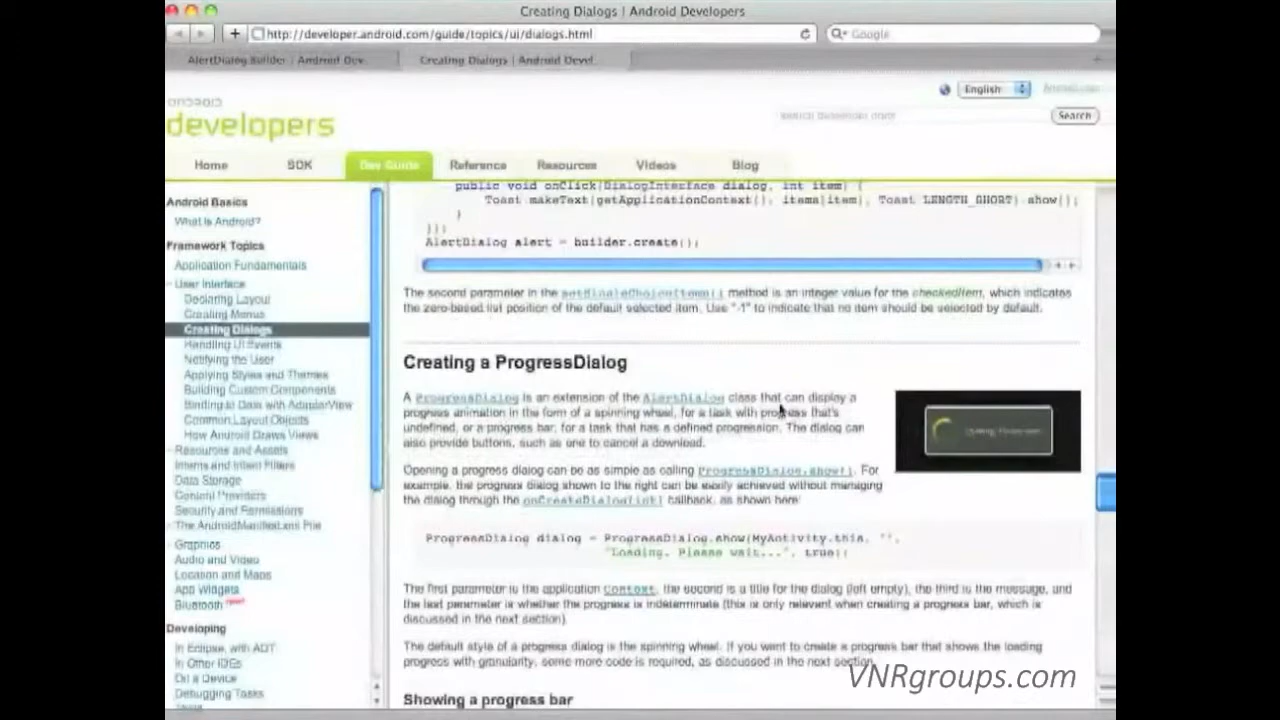 Creating Dialogs | Android Developers
http://developer.android.com/guide/topics/ui/dialogs.html
Google
AlertDialog Builder | Android Dev
Creating Dialogs | Android Devel
English
android
developers
Search
Home
SDK
Dev Guide
Reference
Resources
Videos
Blog
Android Basics
What is Android?
Framework Topics
Application Fundamentals
User Interface
Declaring Layout
Creating Menus
Creating Dialogs
Handling UI Events
Notifying the User
Applying Styles and Themes
Building Custom Components
Binding to Data with AdapterView
Common Layout Objects
How Android Draws Views
Resources and Assets
Intents and Intent Filters
Data Storage
Content Providers
Security and Permissions
The AndroidManifest.xml File
Graphics
Audio and Video
Location and Maps
App Widgets
Bluetooth
Developing
In Eclipse, with ADT
In Other IDEs
On a Device
Debugging Tasks
public void onClick(DialogInterface dialog, int item) {
Toast.makeText(getApplicationContext(), items[item], Toast.LENGTH_SHORT).show();
}
});
AlertDialog alert = builder.create();
The second parameter in the setSingleChoiceItems() method is an integer value for the checkedItem, which indicates
the zero-based list position of the default selected item. Use "-1" to indicate that no item should be selected by default.
Creating a ProgressDialog
A ProgressDialog is an extension of the AlertDialog class that can display a
progress animation in the form of a spinning wheel, for a task with progress that's
undefined, or a progress bar, for a task that has a defined progression. The dialog can
also provide buttons, such as one to cancel a download.
Opening a progress dialog can be as simple as calling ProgressDialog.show(). For
example, the progress dialog shown to the right can be easily achieved without managing
the dialog through the onCreateDialog(int) callback, as shown here:
ProgressDialog dialog = ProgressDialog.show(MyActivity.this, "",
"Loading. Please wait...", true);
The first parameter is the application Context, the second is a title for the dialog (left empty), the third is the message, and
the last parameter is whether the progress is indeterminate (this is only relevant when creating a progress bar, which is
discussed in the next section).
The default style of a progress dialog is the spinning wheel. If you want to create a progress bar that shows the loading
progress with granularity, some more code is required, as discussed in the next section.
Showing a progress bar
VNRgroups.com